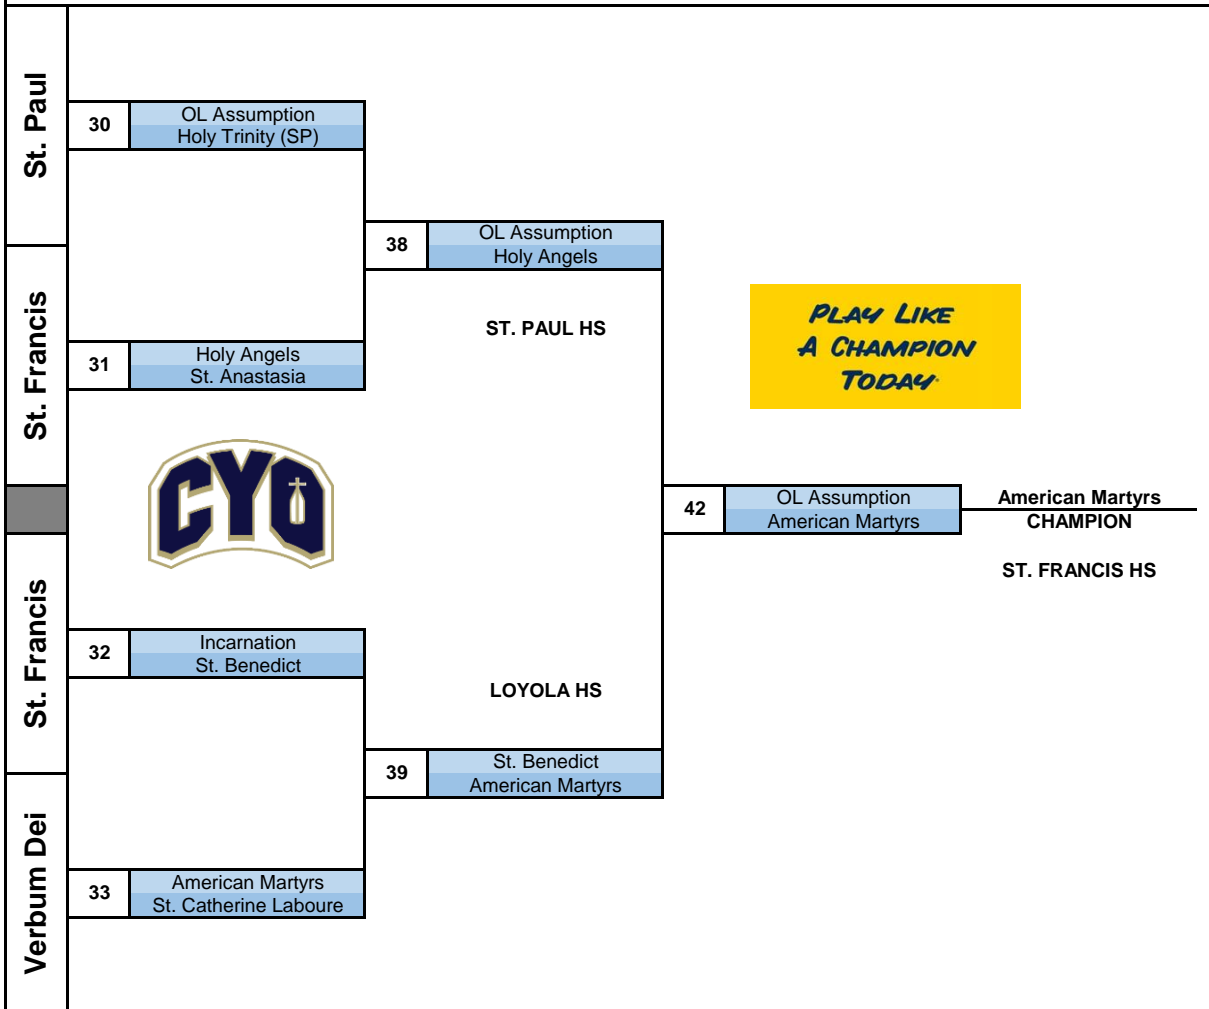 St. Paul
30
OL Assumption
Holy Trinity (SP)
38
OL Assumption
Holy Angels
St. Francis
ST. PAUL HS
PLAY LIKE
A CHAMPION
TODAY
31
Holy Angels
St. Anastasia
CYO
42
OL Assumption
American Martyrs
American Martyrs
CHAMPION
ST. FRANCIS HS
St. Francis
32
Incarnation
St. Benedict
LOYOLA HS
39
St. Benedict
American Martyrs
Verbum Dei
33
American Martyrs
St. Catherine Laboure